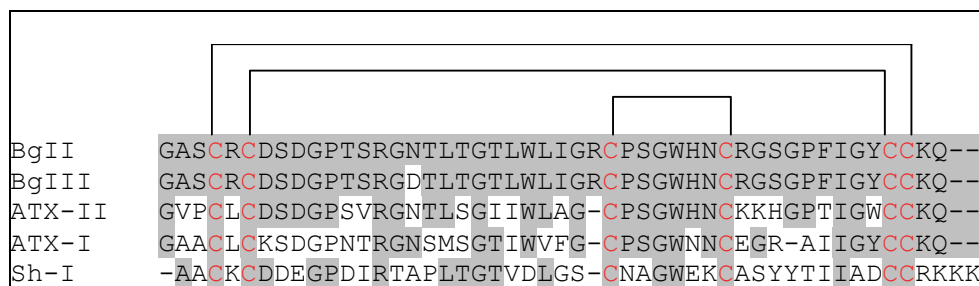 BgII GASCRCDSDGPTSRGNTLTGTLWLIGRCPSGWHNCRGSGPFIGYCCKQ--
BgIII GASCRCDSDGPTSRGDTLTGTLWLIGRCPSGWHNCRGSGPFIGYCCKQ--
ATX-II GVPCLCDSDGPSVRGNTLSGIIWLAG-CPSGWHNCKKHGPTIGWCCKQ--
ATX-I GAACLCKSDGPNTRGNSMSGTIWVFG-CPSGWNNCEGR-AIIGYCCKQ--
Sh-I -AACKCDDEGPDIRTAPLTGTVDLGS-CNAGWEKCASYYTIIADCCRKKK